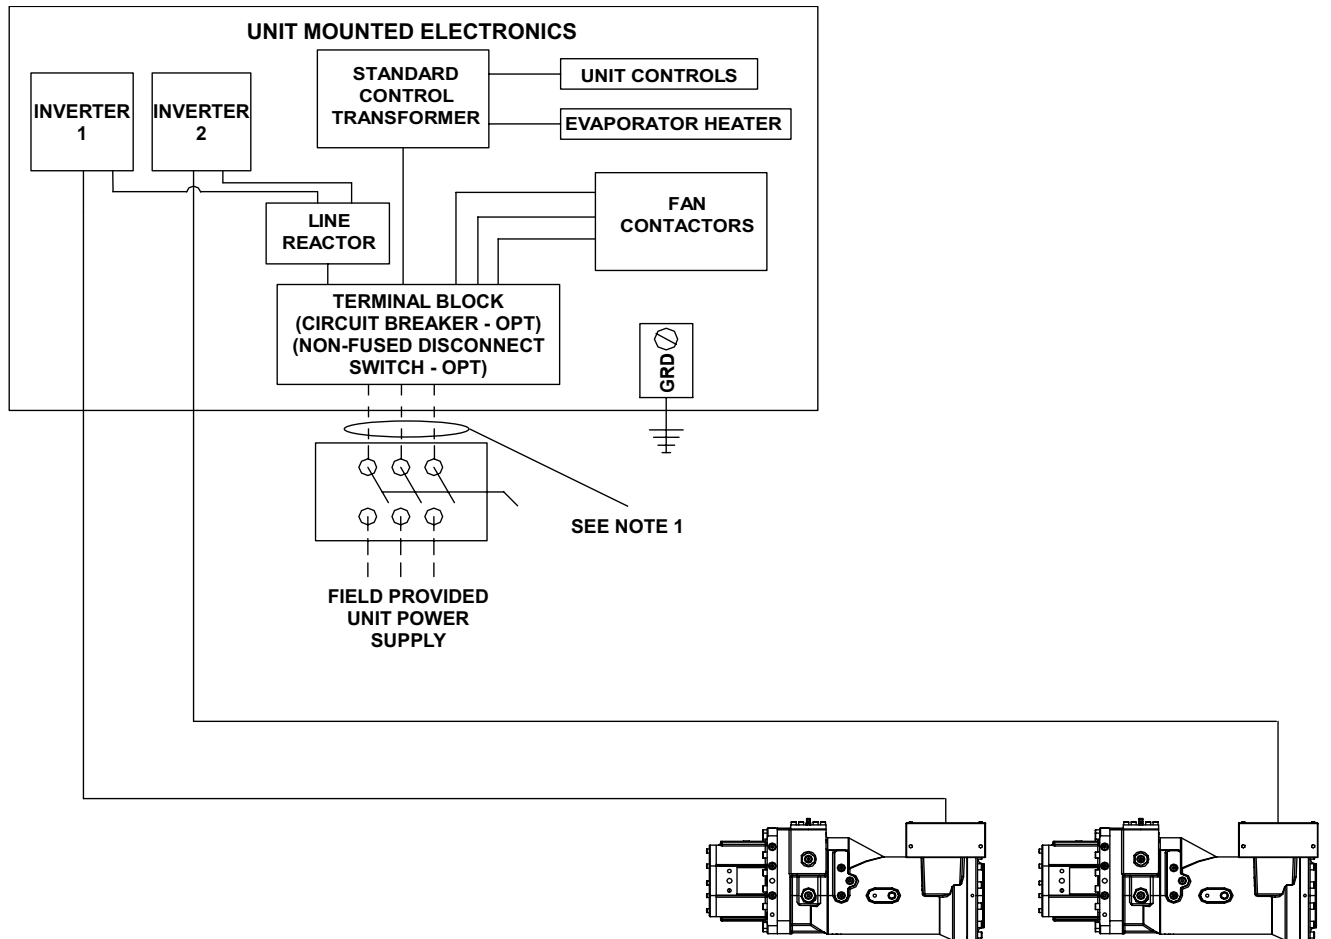 UNIT MOUNTED ELECTRONICS
INVERTER
1
INVERTER
2
STANDARD
CONTROL
TRANSFORMER
UNIT CONTROLS
EVAPORATOR HEATER
LINE
REACTOR
FAN
CONTACTORS
TERMINAL BLOCK
(CIRCUIT BREAKER - OPT)
(NON-FUSED DISCONNECT
SWITCH - OPT)
GRD
SEE NOTE 1
FIELD PROVIDED
UNIT POWER
SUPPLY